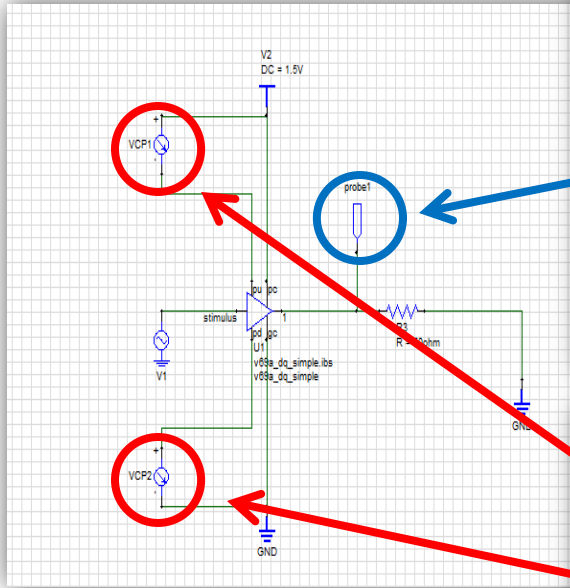 V2
DC = 1.5V
+
VCP1
-
probe1
pu pc
stimulus
1
pd gc
U1
v69a_dq_simple.ibs
v69a_dq_simple
V1
R3
GND
+
VCP2
-
GND